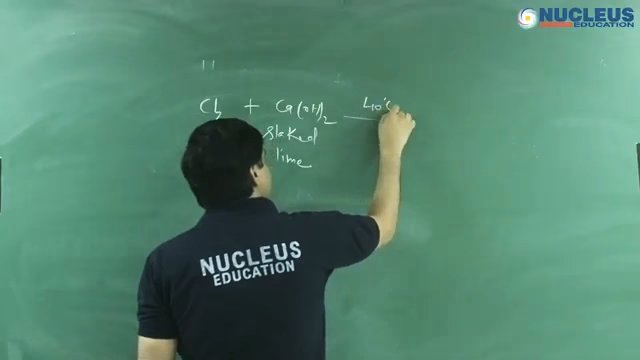 NUCLEUS
EDUCATION
Cl2 + Ca(OH)2 40°C
Slaked
lime
NUCLEUS
EDUCATION